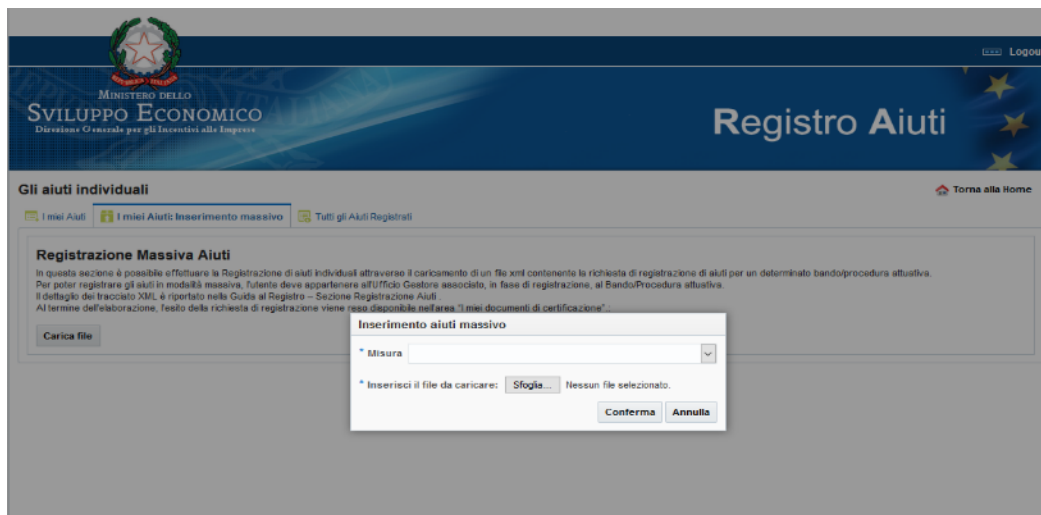 Logou
MINISTERO DELLO
SVILUPPO ECONOMICO
Direzione Generale per gli Incentivi alle Imprese
Registro Aiuti
Gli aiuti individuali
Torna alla Home
I miei Aiuti
I miei Aiuti: Inserimento massivo
Tutti gli Aiuti Registrati
Registrazione Massiva Aiuti
In questa sezione è possibile effettuare la Registrazione di aiuti individuali attraverso il caricamento di un file xml contenente la richiesta di registrazione di aiuti per un determinato bando/procedura attuativa.
Per poter registrare gli aiuti in modalità massiva, l'utente deve appartenere all'Ufficio Gestore associato, in fase di registrazione, al Bando/Procedura attuativa.
Il dettaglio del tracciato XML è riportato nella Guida al Registro – Sezione Registrazione Aiuti .
Al termine dell'elaborazione, l'esito della richiesta di registrazione viene reso disponibile nell'area "I miei documenti di certificazione".;
Carica file
Inserimento aiuti massivo
* Misura
* Inserisci il file da caricare: Sfoglia... Nessun file selezionato.
Conferma Annulla